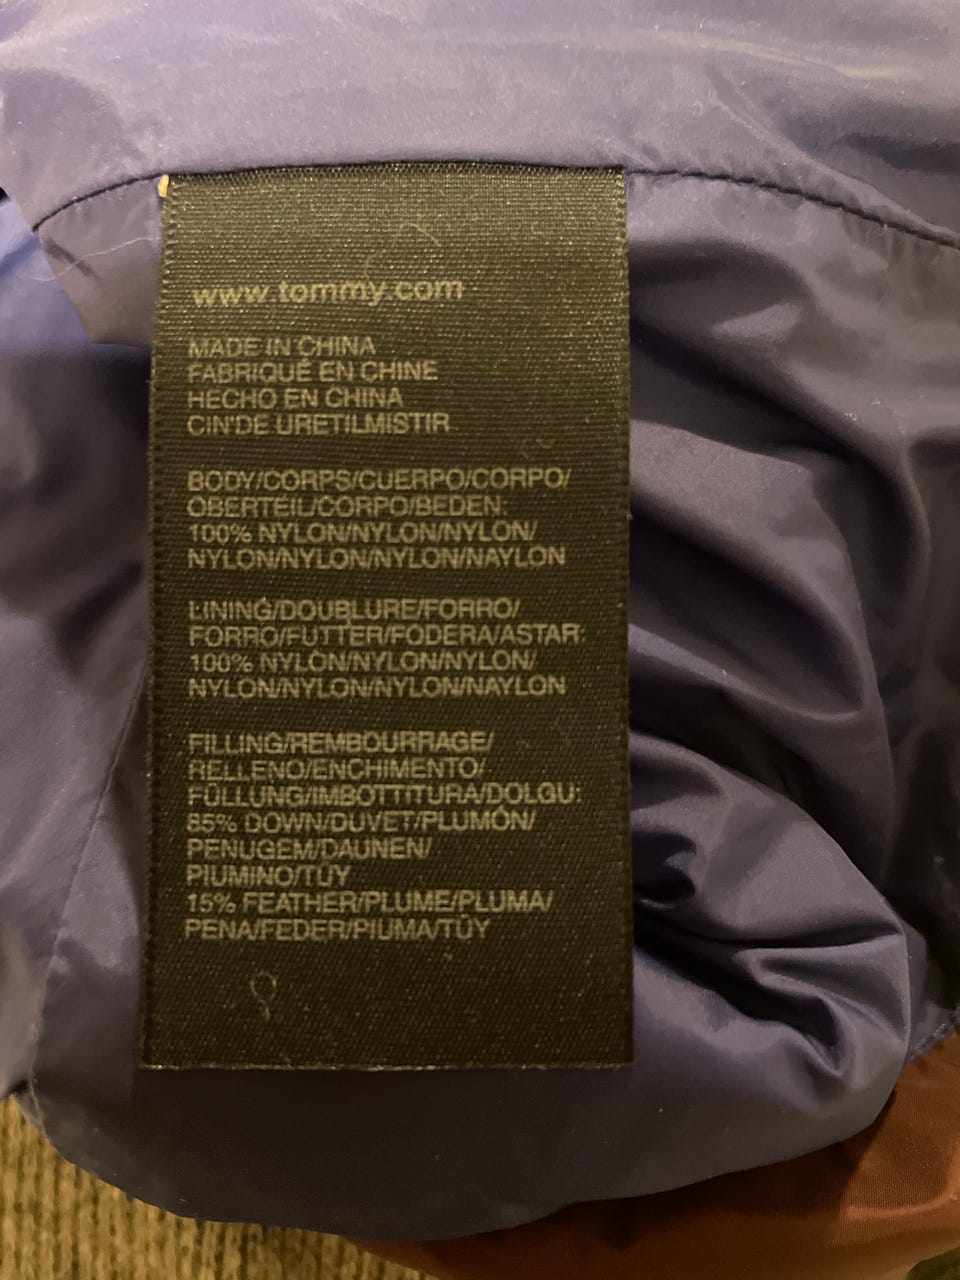 www.tommy.com
MADE IN CHINA
FABRIQUÉ EN CHINE
HECHO EN CHINA
CIN'DE URETILMISTIR
BODY/CORPS/CUERPO/CORPO/
OBERTEIL/CORPO/BEDEN:
100% NYLON/NYLON/NYLON/
NYLON/NYLON/NYLON/NAYLON
LINING/DOUBLURE/FORRO/
FORRO/FUTTER/FODERA/ASTAR:
100% NYLON/NYLON/NYLON/
NYLON/NYLON/NYLON/NAYLON
FILLING/REMBOURRAGE/
RELLENO/ENCHIMENTO/
FÜLLUNG/IMBOTTITURA/DOLGU:
85% DOWN/DUVET/PLUMÓN/
PENUGEM/DAUNEN/
PIUMINO/TÜY
15% FEATHER/PLUME/PLUMA/
PENA/FEDER/PIUMA/TÜY